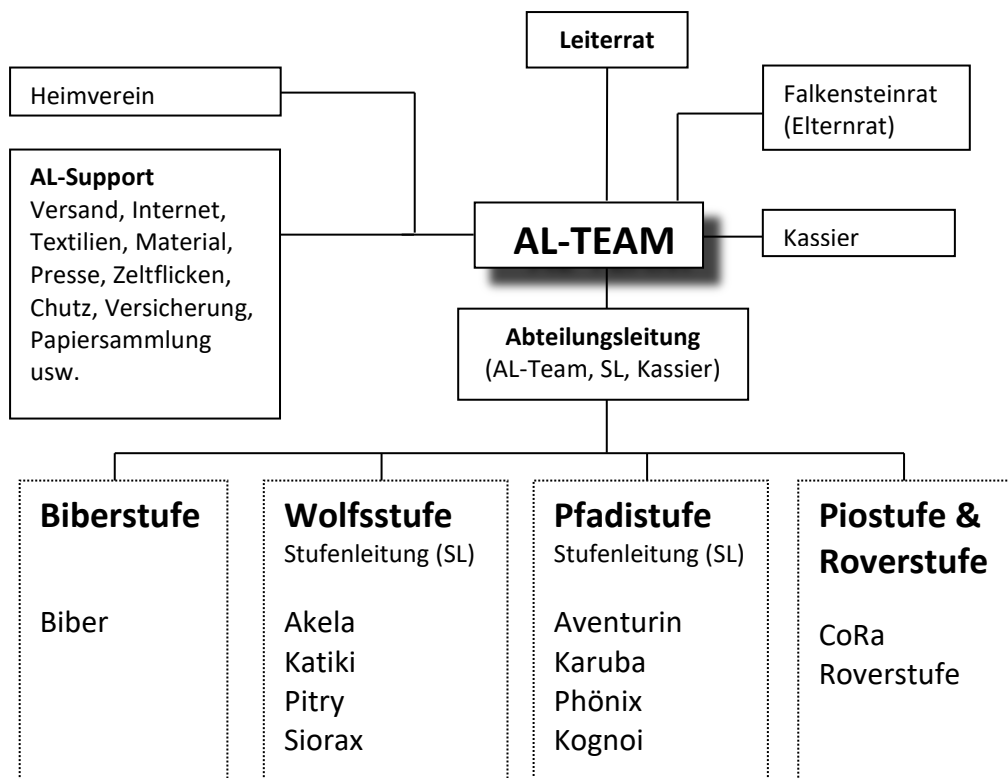 Leiterrat
Heimverein
Falkensteinrat
(Elternrat)
AL-Support
Versand, Internet,
Textilien, Material,
Presse, Zeltflicken,
Chutz, Versicherung,
Papiersammlung
usw.
AL-TEAM
Kassier
Abteilungsleitung
(AL-Team, SL, Kassier)
Biberstufe
Biber
Wolfsstufe
Stufenleitung (SL)
Akela
Katiki
Pitry
Siorax
Pfadistufe
Stufenleitung (SL)
Aventurin
Karuba
Phönix
Kognoi
Piostufe &
Roverstufe
CoRa
Roverstufe